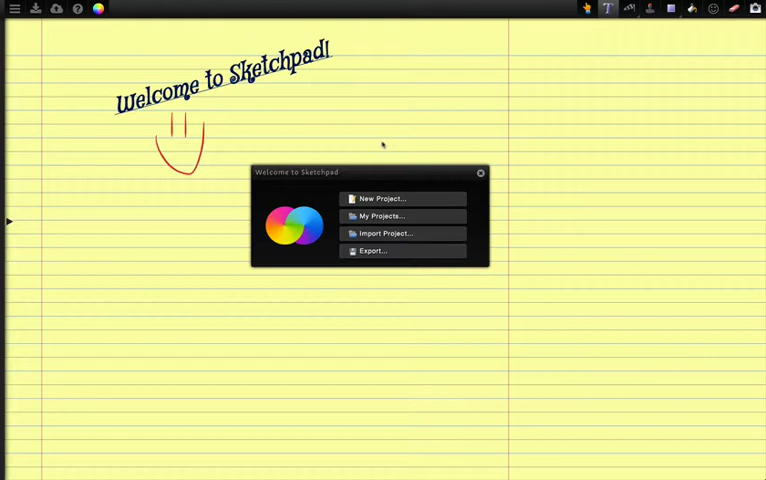 Welcome to Sketchpad!
Welcome to Sketchpad
New Project...
My Projects...
Import Project...
Export...